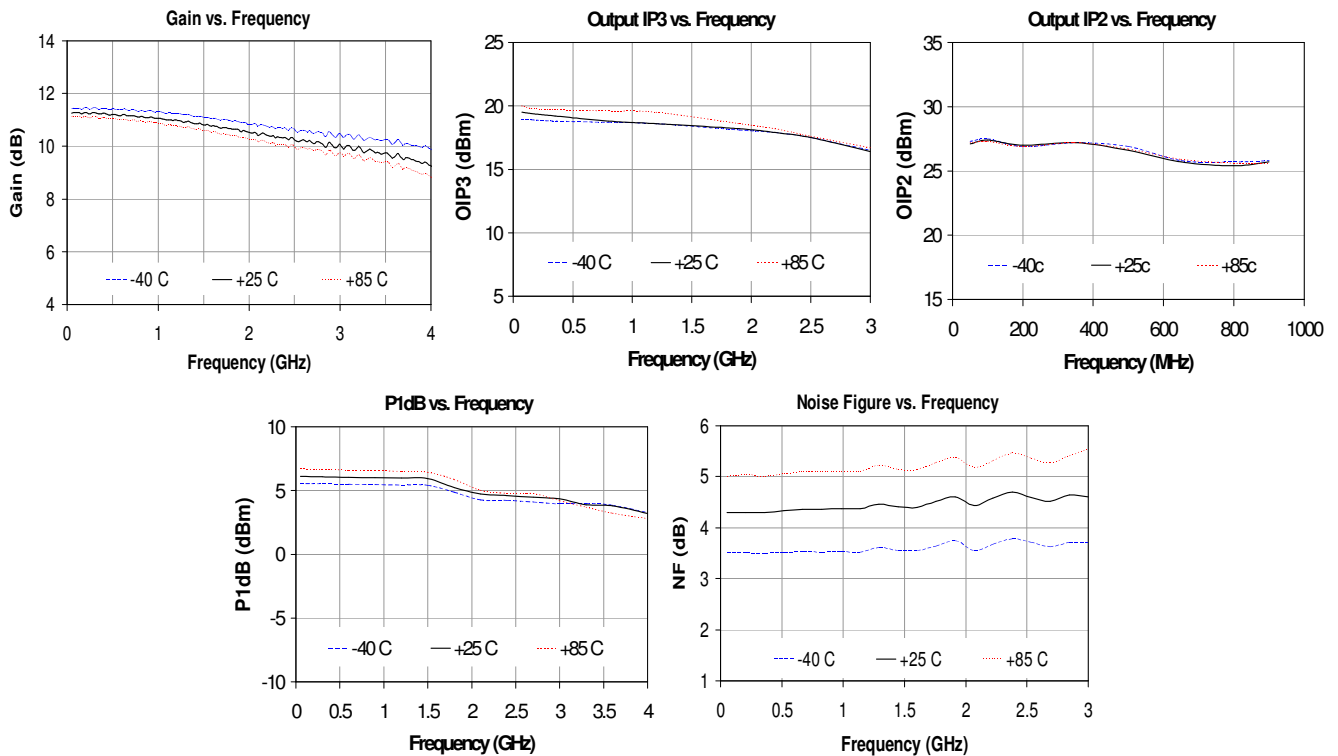 Gain vs. Frequency
14
12
10
8
6
4
Gain (dB)
-40 C +25 C +85 C
0 1 2 3 4
Frequency (GHz)
Output IP3 vs. Frequency
25
20
15
10
5
OIP3 (dBm)
-40 C +25 C +85 C
0 0.5 1 1.5 2 2.5 3
Frequency (GHz)
Output IP2 vs. Frequency
35
30
25
20
15
OIP2 (dBm)
-40c +25c +85c
0 200 400 600 800 1000
Frequency (MHz)
P1dB vs. Frequency
10
5
0
-5
-10
P1dB (dBm)
-40 C +25 C +85 C
0 0.5 1 1.5 2 2.5 3 3.5 4
Frequency (GHz)
Noise Figure vs. Frequency
6
5
4
3
2
1
NF (dB)
-40 C +25 C +85 C
0 0.5 1 1.5 2 2.5 3
Frequency (GHz)